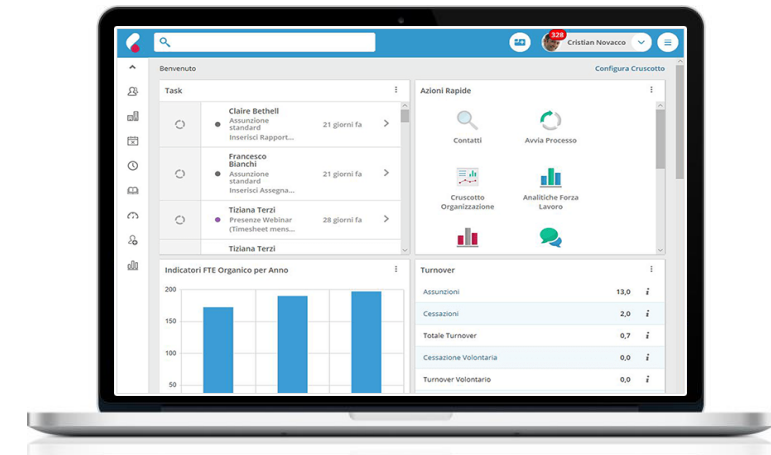 328
Cristian Novacco
Benvenuto
Configura Cruscotto
Task
Claire Bethell
Assunzione
standard
Inserisci Rapport...
21 giorni fa
Francesco
Bianchi
Assunzione
standard
Inserisci Assegna...
21 giorni fa
Tiziana Terzi
Presenze Webinar
(Timesheet mens...
28 giorni fa
Tiziana Terzi
Azioni Rapide
Contatti
Avvia Processo
Cruscotto
Organizzazione
Analitiche Forza
Lavoro
Indicatori FTE Organico per Anno
200
150
100
50
Turnover
Assunzioni 13,0 i
Cessazioni 2,0 i
Totale Turnover 0,7 i
Cessazione Volontaria 0,0 i
Turnover Volontario 0,0 i